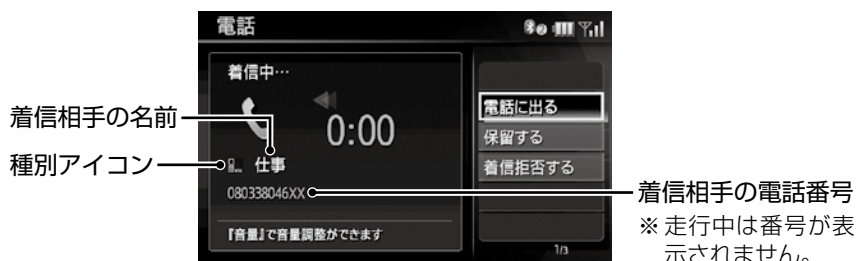 電話
着信中…
0:00
仕事
080338046XX
『音量』で音量調整ができます
電話に出る
保留する
着信拒否する
1/3
着信相手の名前
種別アイコン
着信相手の電話番号
※ 走行中は番号が表
示されません。